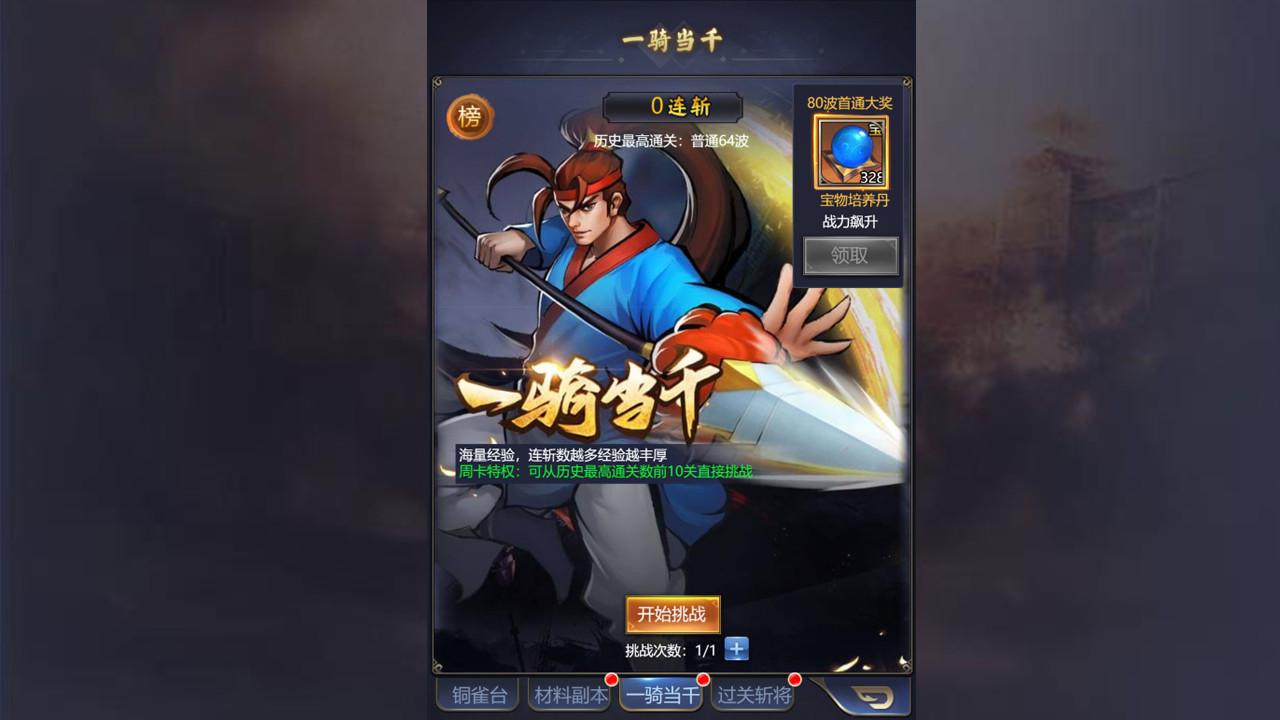 一骑当千
榜
0连斩
历史最高通关：普通64波
80波首通大奖
宝
328
宝物培养丹
战力飙升
领取
一骑当千
海量经验，连斩数越多经验越丰厚
周卡特权：可从历史最高通关数前10关直接挑战
开始挑战
挑战次数：1/1
铜雀台
材料副本
一骑当千
过关斩将